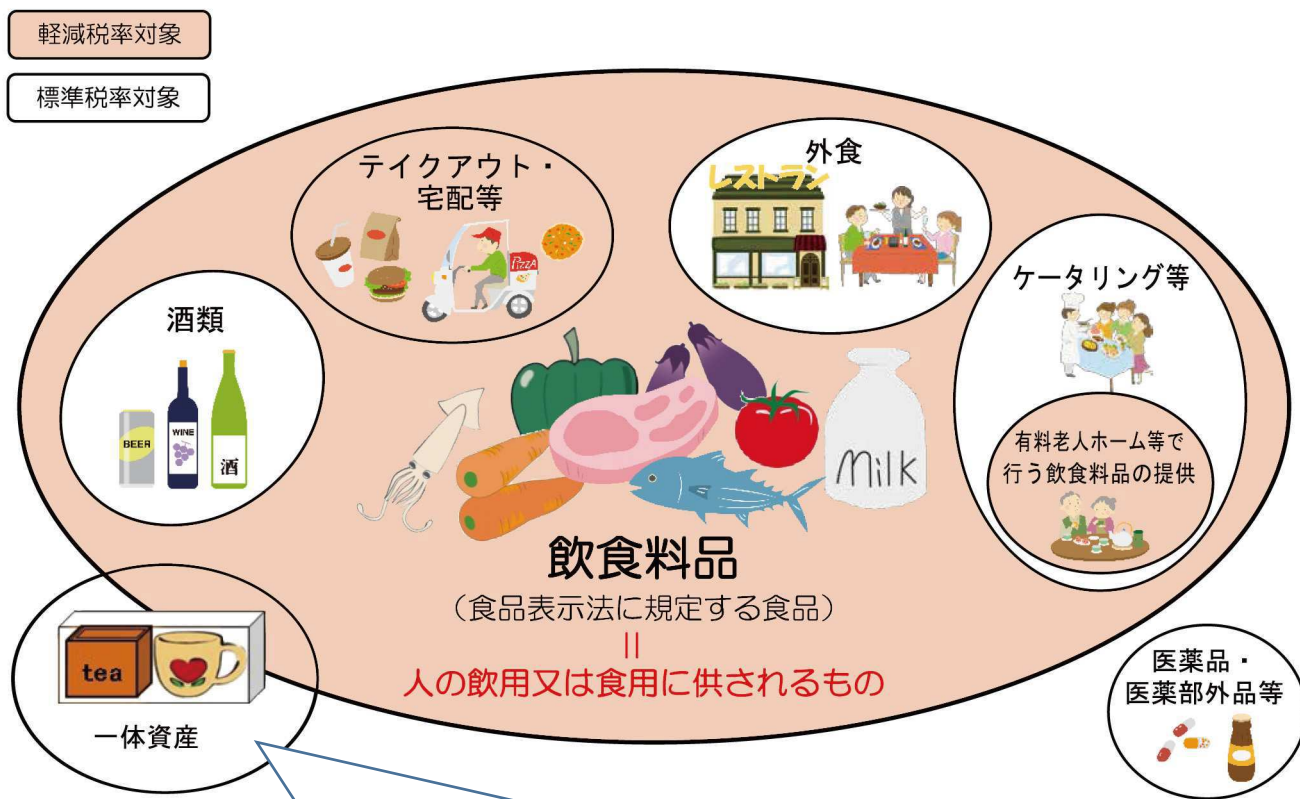 軽減税率対象
標準税率対象
テイクアウト・
宅配等
PIZZA
外食
レストラン
ケータリング等
有料老人ホーム等で
行う飲食料品の提供
酒類
BEER
WINE
酒
Milk
飲食料品
（食品表示法に規定する食品）
＝
人の飲用又は食用に供されるもの
tea
一体資産
医薬品・
医薬部外品等